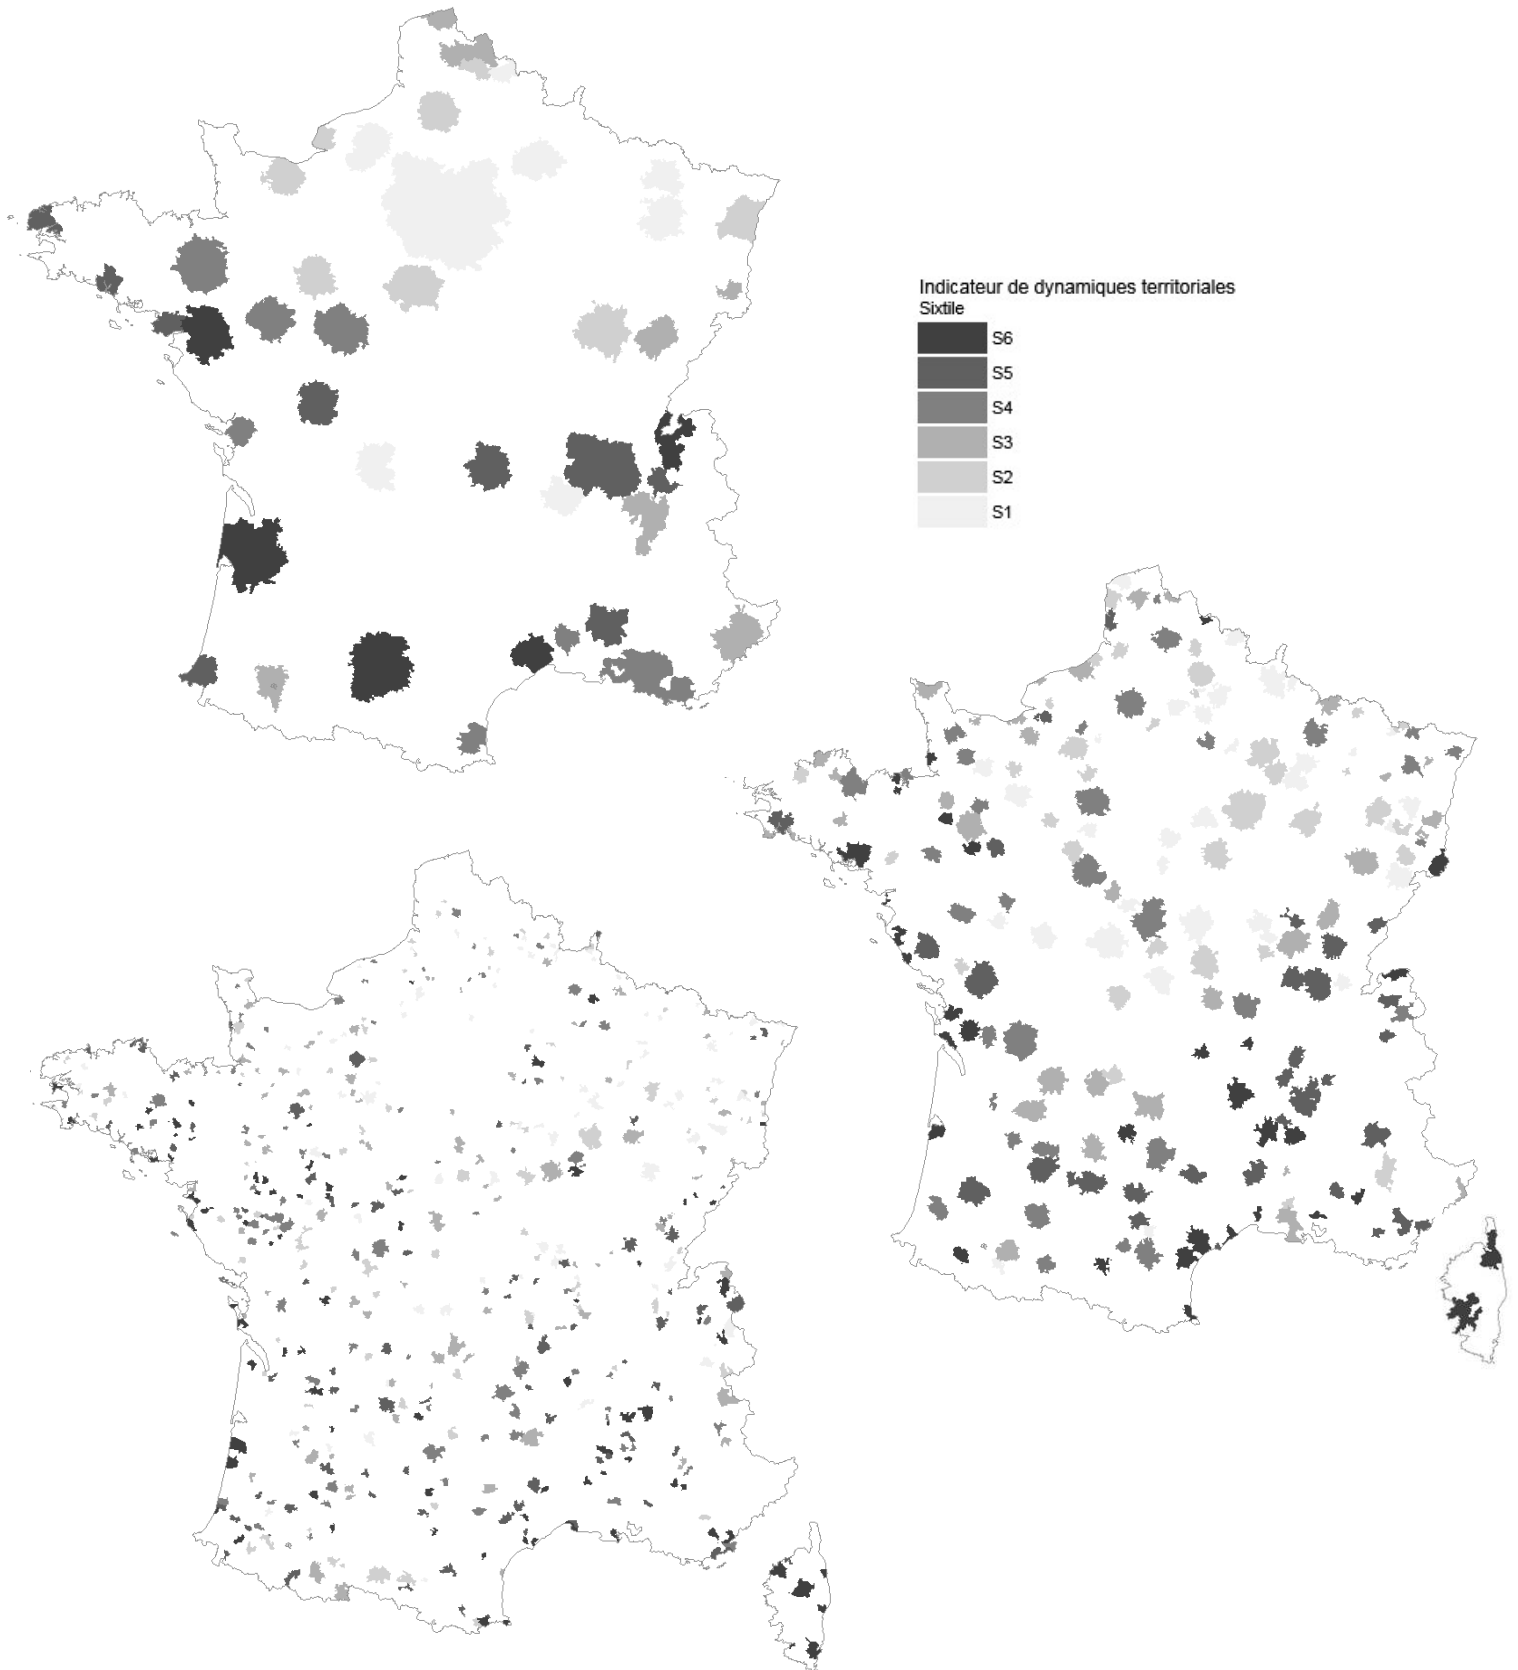 Indicateur de dynamiques territoriales
Sixtile
S6
S5
S4
S3
S2
S1